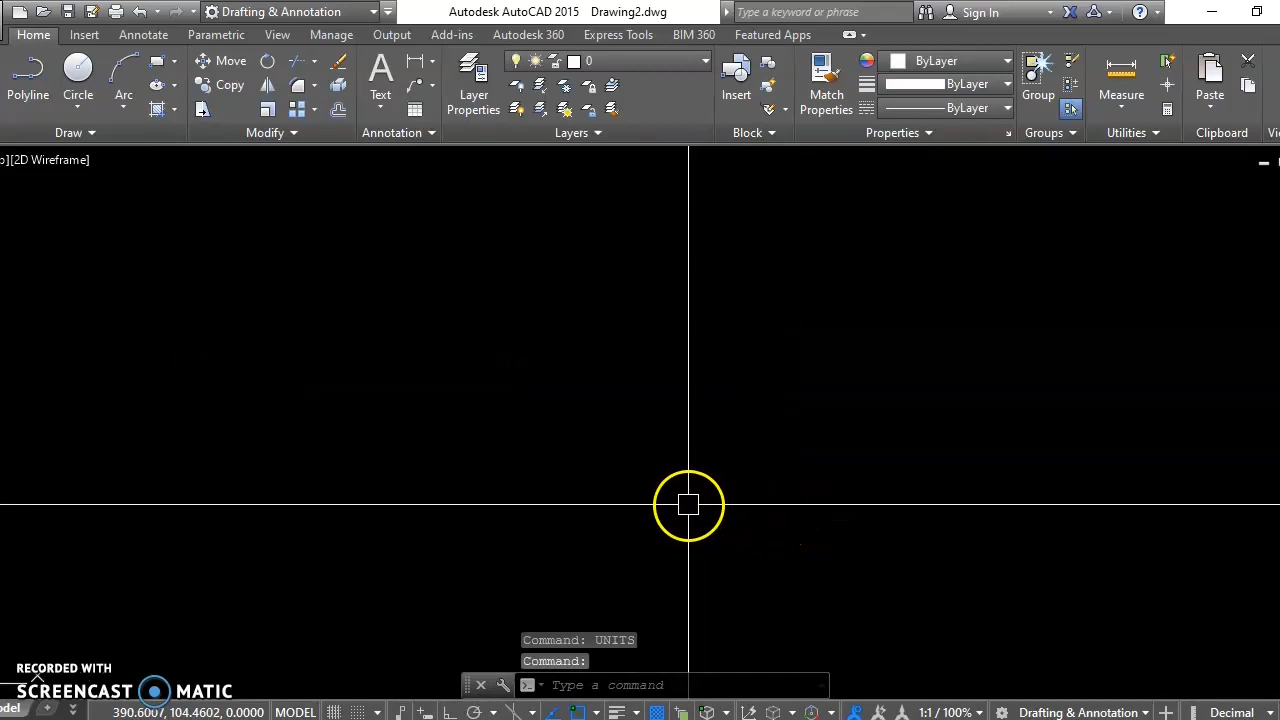 Drafting & Annotation
Autodesk AutoCAD 2015 Drawing2.dwg
Type a keyword or phrase
Sign In
Home Insert Annotate Parametric View Manage Output Add-ins Autodesk 360 Express Tools BIM 360 Featured Apps
Polyline
Circle
Arc
Move
Copy
Text
Layer
Properties
0
Insert
Match
Properties
ByLayer
ByLayer
ByLayer
Group
Measure
Paste
Draw
Modify
Annotation
Layers
Block
Properties
Groups
Utilities
Clipboard
][2D Wireframe]
Command: UNITS
Command:
Type a command
RECORDED WITH
SCREENCAST MATIC
odel
390.6007, 104.4602, 0.0000 MODEL
1:1 / 100%
Drafting & Annotation
Decimal